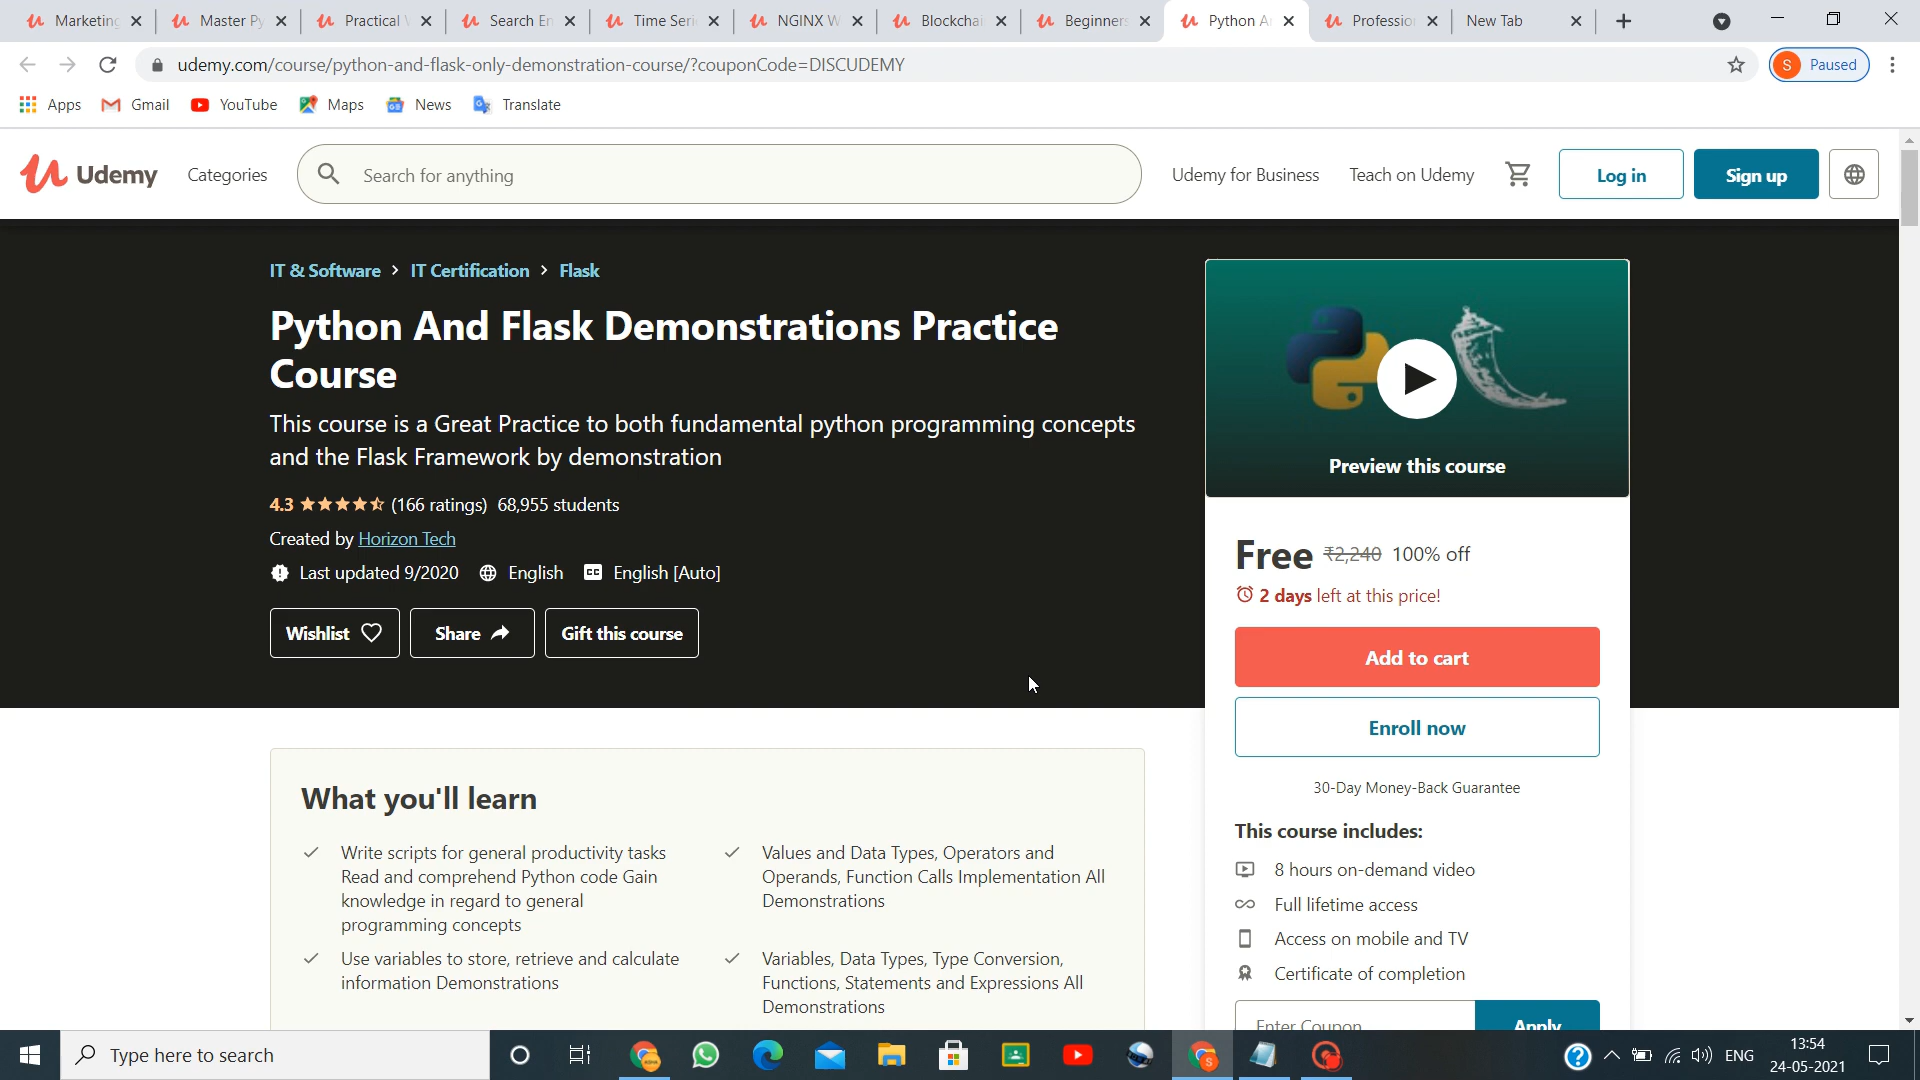 Marketing
Master Py
Practical
Search En
Time Seri
NGINX W
Blockchai
Beginners
Python A
Professio
New Tab
udemy.com/course/python-and-flask-only-demonstration-course/?couponCode=DISCUDEMY
S
Paused
Apps
Gmail
YouTube
Maps
News
Translate
Udemy
Categories
Search for anything
Udemy for Business
Teach on Udemy
Log in
Sign up
IT & Software > IT Certification > Flask
Python And Flask Demonstrations Practice
Course
This course is a Great Practice to both fundamental python programming concepts
and the Flask Framework by demonstration
4.3 (166 ratings) 68,955 students
Created by Horizon Tech
Last updated 9/2020 English CC English [Auto]
Wishlist
Share
Gift this course
Preview this course
Free ₹2,240 100% off
2 days left at this price!
Add to cart
Enroll now
30-Day Money-Back Guarantee
This course includes:
8 hours on-demand video
Full lifetime access
Access on mobile and TV
Certificate of completion
Enter Coupon
Apply
What you'll learn
Write scripts for general productivity tasks
Read and comprehend Python code Gain
knowledge in regard to general
programming concepts
Use variables to store, retrieve and calculate
information Demonstrations
Values and Data Types, Operators and
Operands, Function Calls Implementation All
Demonstrations
Variables, Data Types, Type Conversion,
Functions, Statements and Expressions All
Demonstrations
Type here to search
ENG
13:54
24-05-2021